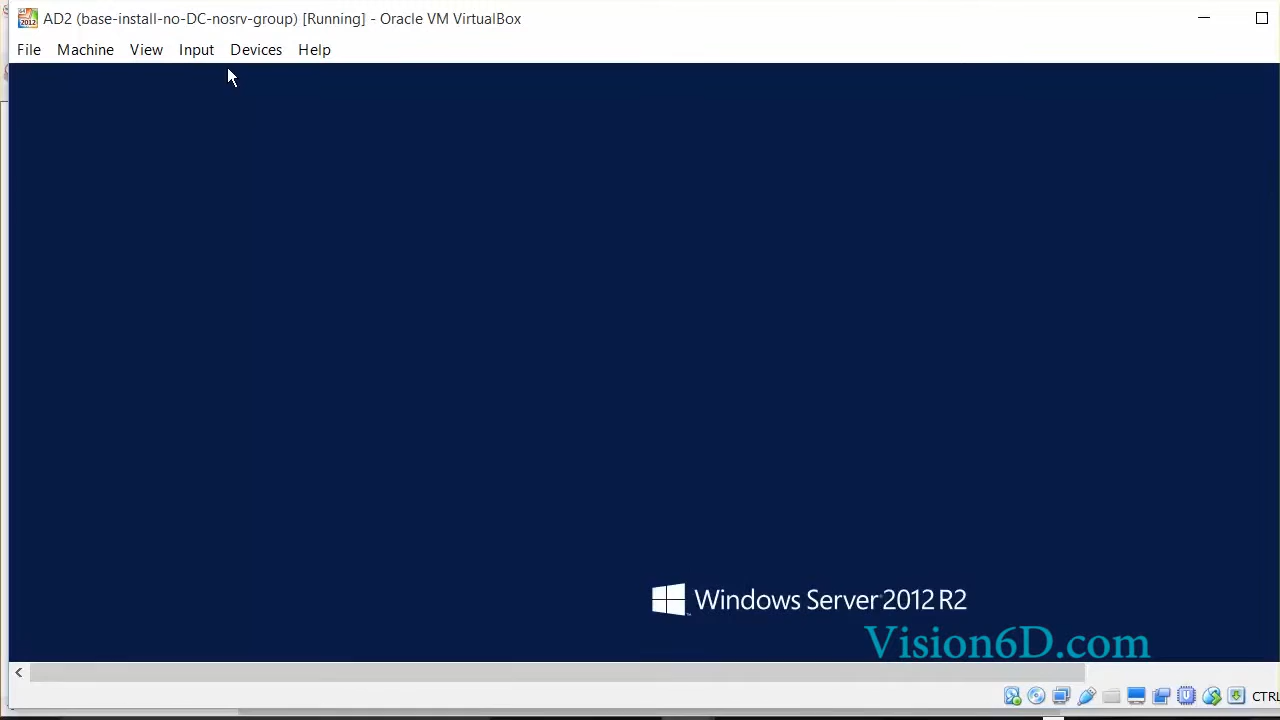 AD2 (base-install-no-DC-nosrv-group) [Running] - Oracle VM VirtualBox
File Machine View Input Devices Help
Windows Server 2012 R2
Vision6D.com